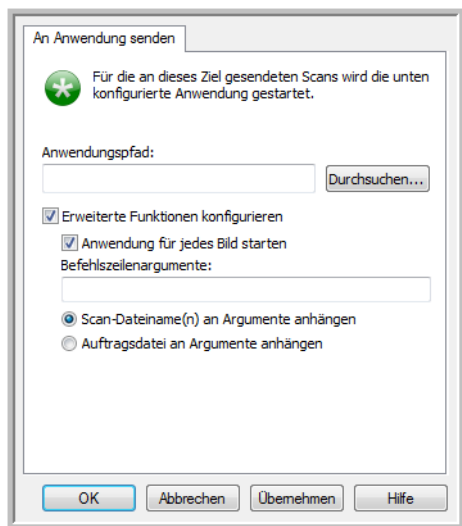 An Anwendung senden
Für die an dieses Ziel gesendeten Scans wird die unten
konfigurierte Anwendung gestartet.
Anwendungspfad:
Durchsuchen...
Erweiterte Funktionen konfigurieren
Anwendung für jedes Bild starten
Befehlszeilenargumente:
Scan-Dateiname(n) an Argumente anhängen
Auftragsdatei an Argumente anhängen
OK Abbrechen Übernehmen Hilfe